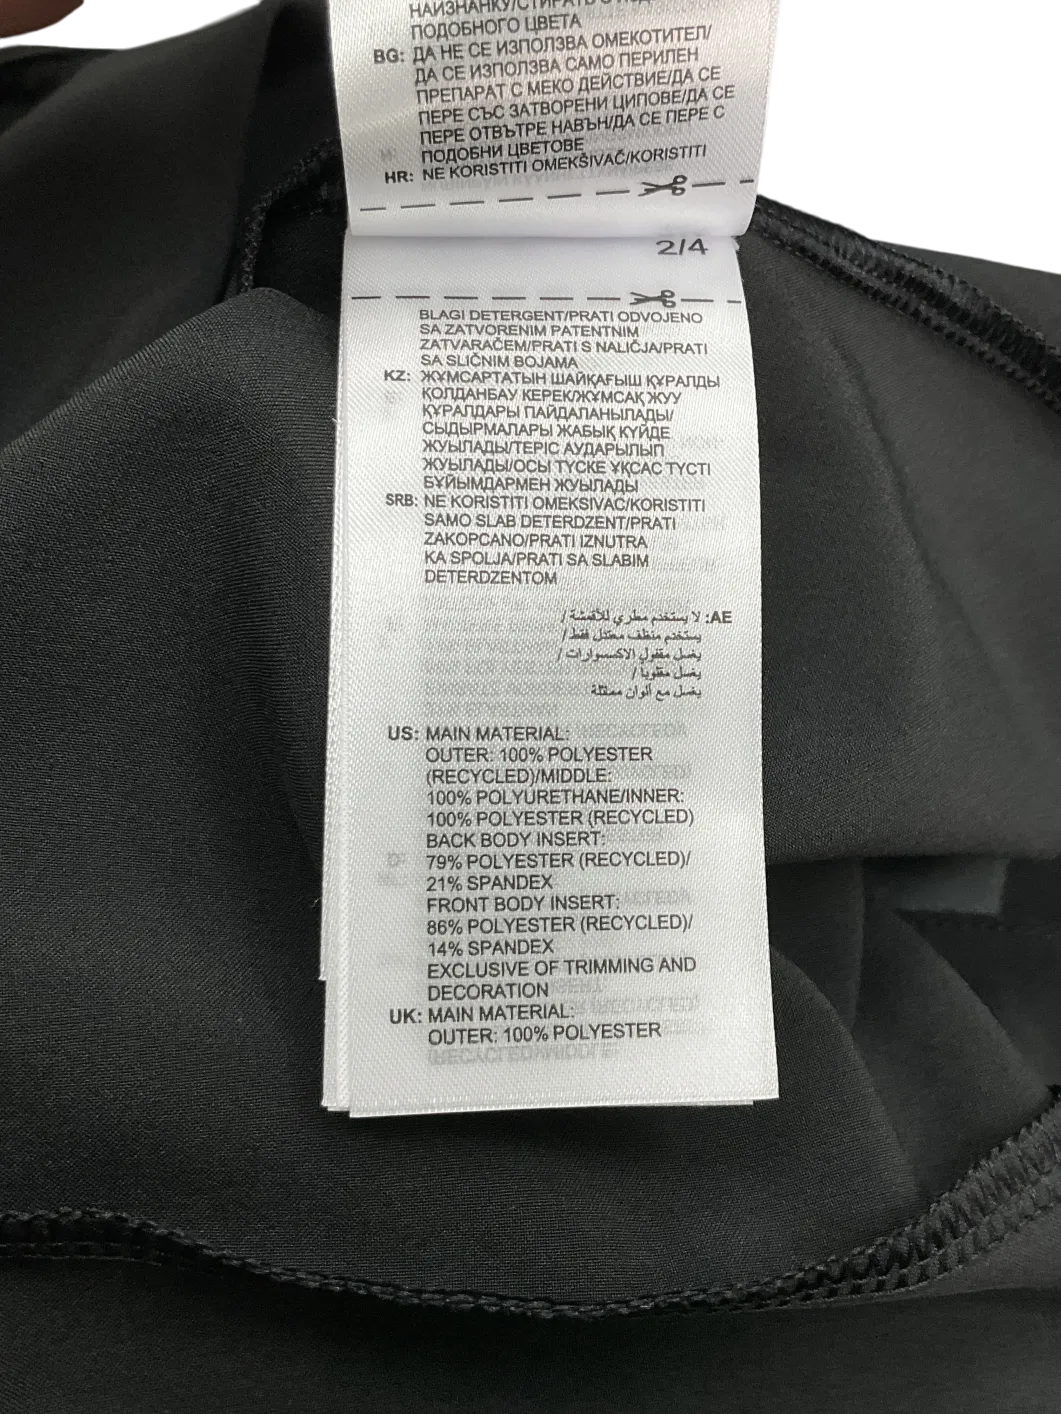 НАИЗНАНКУ/СТИРАТЬ
ПОДОБНОГО ЦВЕТА
BG: ДА НЕ СЕ ИЗПОЛЗВА ОМЕКОТИТЕЛ/
ДА СЕ ИЗПОЛЗВА САМО ПЕРИЛЕН
ПРЕПАРАТ С МЕКО ДЕЙСТВИЕ/ДА СЕ
ПЕРЕ СЪС ЗАТВОРЕНИ ЦИПОВЕ/ДА СЕ
ПЕРЕ ОТВЪТРЕ НАВЪН/ДА СЕ ПЕРЕ С
ПОДОБНИ ЦВЕТОВЕ
HR: NE KORISTITI OMEKŠIVAČ/KORISTITI
2/4
BLAGI DETERGENT/PRATI ODVOJENO
SA ZATVORENIM PATENTNIM
ZATVARAČEM/PRATI S NALIČJA/PRATI
SA SLIČNIM BOJAMA
KZ: ЖҰМСАРТАТЫН ШАЙҚАҒЫШ ҚҰРАЛДЫ
ҚОЛДАНБАУ КЕРЕК/ЖҰМСАҚ ЖУУ
ҚҰРАЛДАРЫ ПАЙДАЛАНЫЛАДЫ/
СЫДЫРМАЛАРЫ ЖАБЫҚ КҮЙДЕ
ЖУЫЛАДЫ/ТЕРІС АУДАРЫЛЫП
ЖУЫЛАДЫ/ОСЫ ТҮСКЕ ҰҚСАС ТҮСТІ
БҰЙЫМДАРМЕН ЖУЫЛАДЫ
SRB: NE KORISTITI OMEKSIVAC/KORISTITI
SAMO SLAB DETERDZENT/PRATI
ZAKOPCANO/PRATI IZNUTRA
KA SPOLJA/PRATI SA SLABIM
DETERDZENTOM
AE: لا يستخدم مطري للأقمشة /
يستخدم منظف معتدل فقط /
يغسل مقفول الاكسسوارات /
يغسل مقلوبا /
يغسل مع ألوان مماثلة
US: MAIN MATERIAL:
OUTER: 100% POLYESTER
(RECYCLED)/MIDDLE:
100% POLYURETHANE/INNER:
100% POLYESTER (RECYCLED)
BACK BODY INSERT:
79% POLYESTER (RECYCLED)/
21% SPANDEX
FRONT BODY INSERT:
86% POLYESTER (RECYCLED)/
14% SPANDEX
EXCLUSIVE OF TRIMMING AND
DECORATION
UK: MAIN MATERIAL:
OUTER: 100% POLYESTER